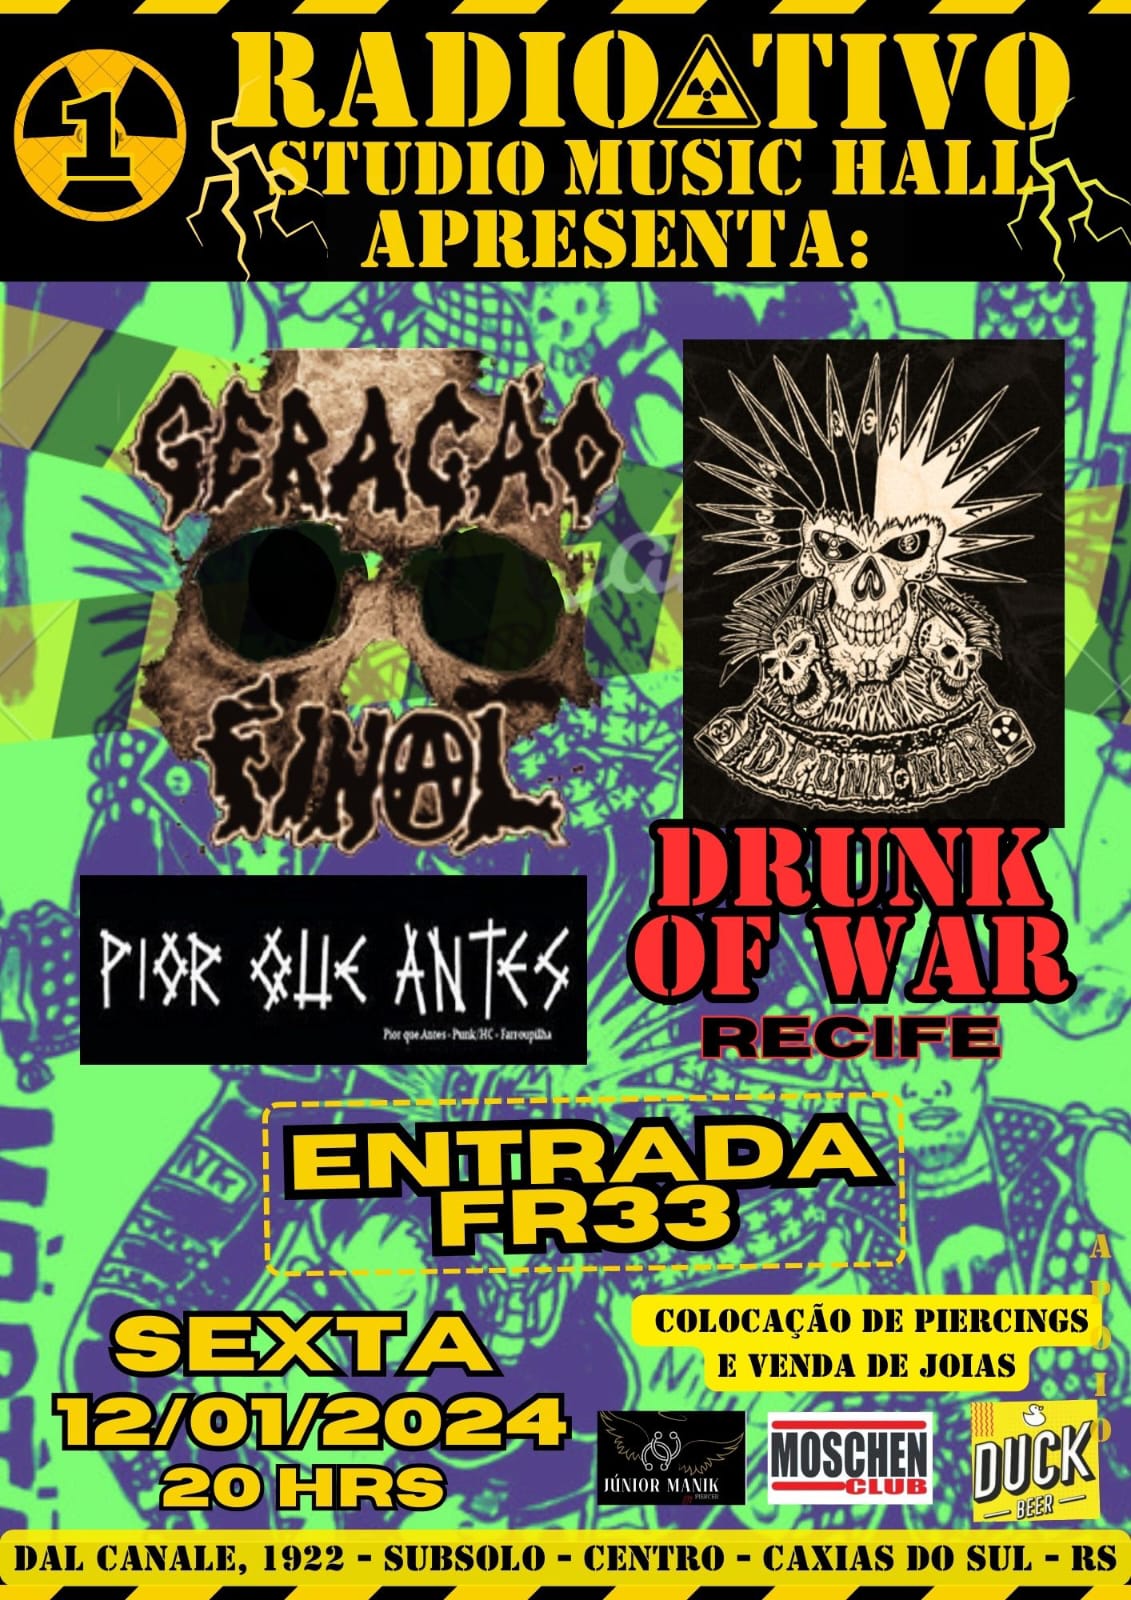 1
RADIOATIVO
STUDIO MUSIC HALL
APRESENTA:
GERAÇÃO
FINAL
DRUNK OF WAR
PIOR QUE ANTES
Pior que Antes - Punk/HC - Farroupilha
DRUNK
OF WAR
RECIFE
ENTRADA
FR33
SEXTA
12/01/2024
20 HRS
COLOCAÇÃO DE PIERCINGS
E VENDA DE JOIAS
APOIO
JÚNIOR MANIK
PIERCER
MOSCHEN
CLUB
DUCK
BEER
DAL CANALE, 1922 - SUBSOLO - CENTRO - CAXIAS DO SUL - RS